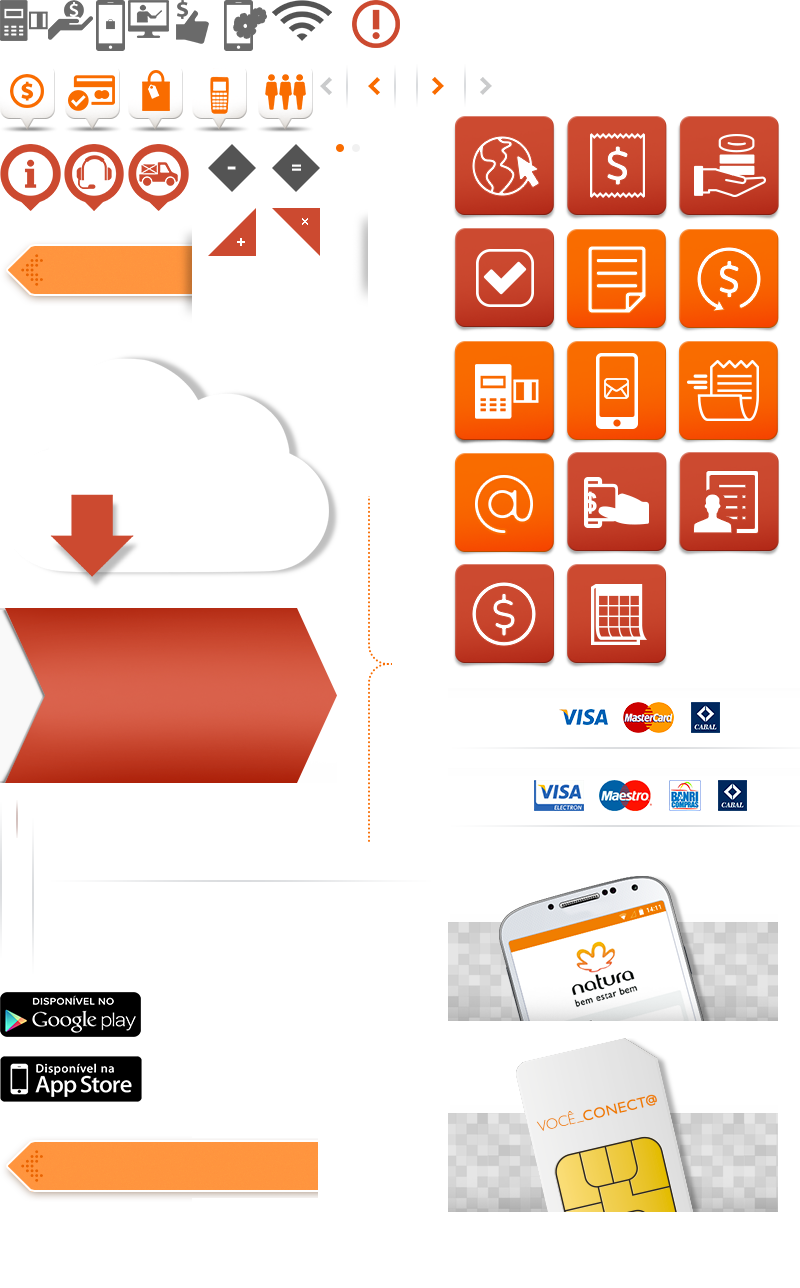 VISA
MasterCard
CABAL
VISA
ELECTRON
Maestro
BANRI
COMPRAS
CABAL
14:11
natura
bem estar bem
DISPONÍVEL NO
Google play
Disponível na
App Store
VOCÊ_CONECT@